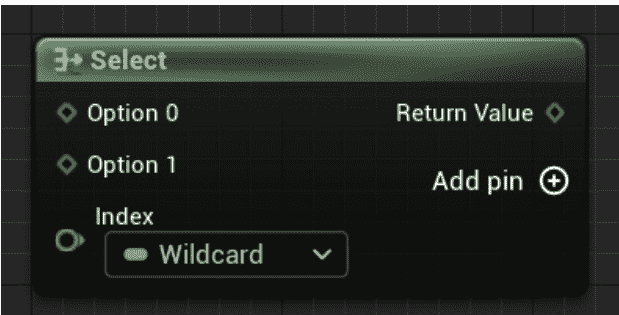 Select
Option 0
Return Value
Option 1
Add pin
Index
Wildcard